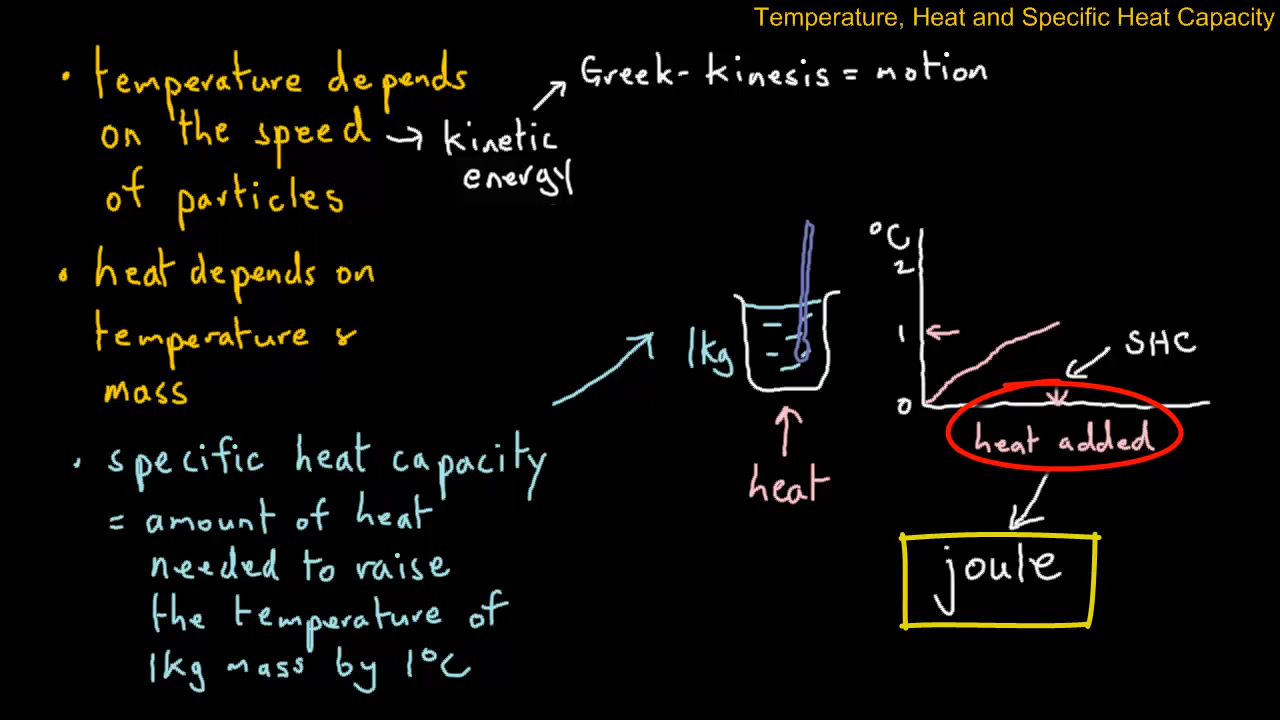 Temperature, Heat and Specific Heat Capacity
• temperature depends
on the speed
of particles
→ kinetic
energy
Greek - kinesis = motion
• heat depends on
temperature &
mass
• specific heat capacity
= amount of heat
needed to raise
the temperature of
1kg mass by 1°C
1kg
heat
°C
2
1
0
SHC
heat added
joule